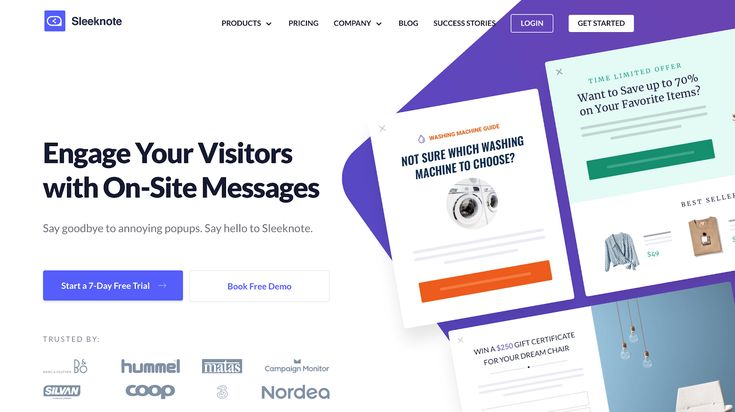 Sleeknote
PRODUCTS
PRICING
COMPANY
BLOG
SUCCESS STORIES
LOGIN
GET STARTED
Engage Your Visitors
with On-Site Messages
Say goodbye to annoying popups. Say hello to Sleeknote.
Start a 7-Day Free Trial →
Book Free Demo
TRUSTED BY:
hummel
matas
Campaign Monitor
SILVAN
coop
3
Nordea
WASHING MACHINE GUIDE
NOT SURE WHICH WASHING
MACHINE TO CHOOSE?
TIME LIMITED OFFER
Want to Save up to 70%
on Your Favorite Items?
BEST SELLER
$49
WIN A $250 GIFT CERTIFICATE
FOR YOUR DREAM CHAIR